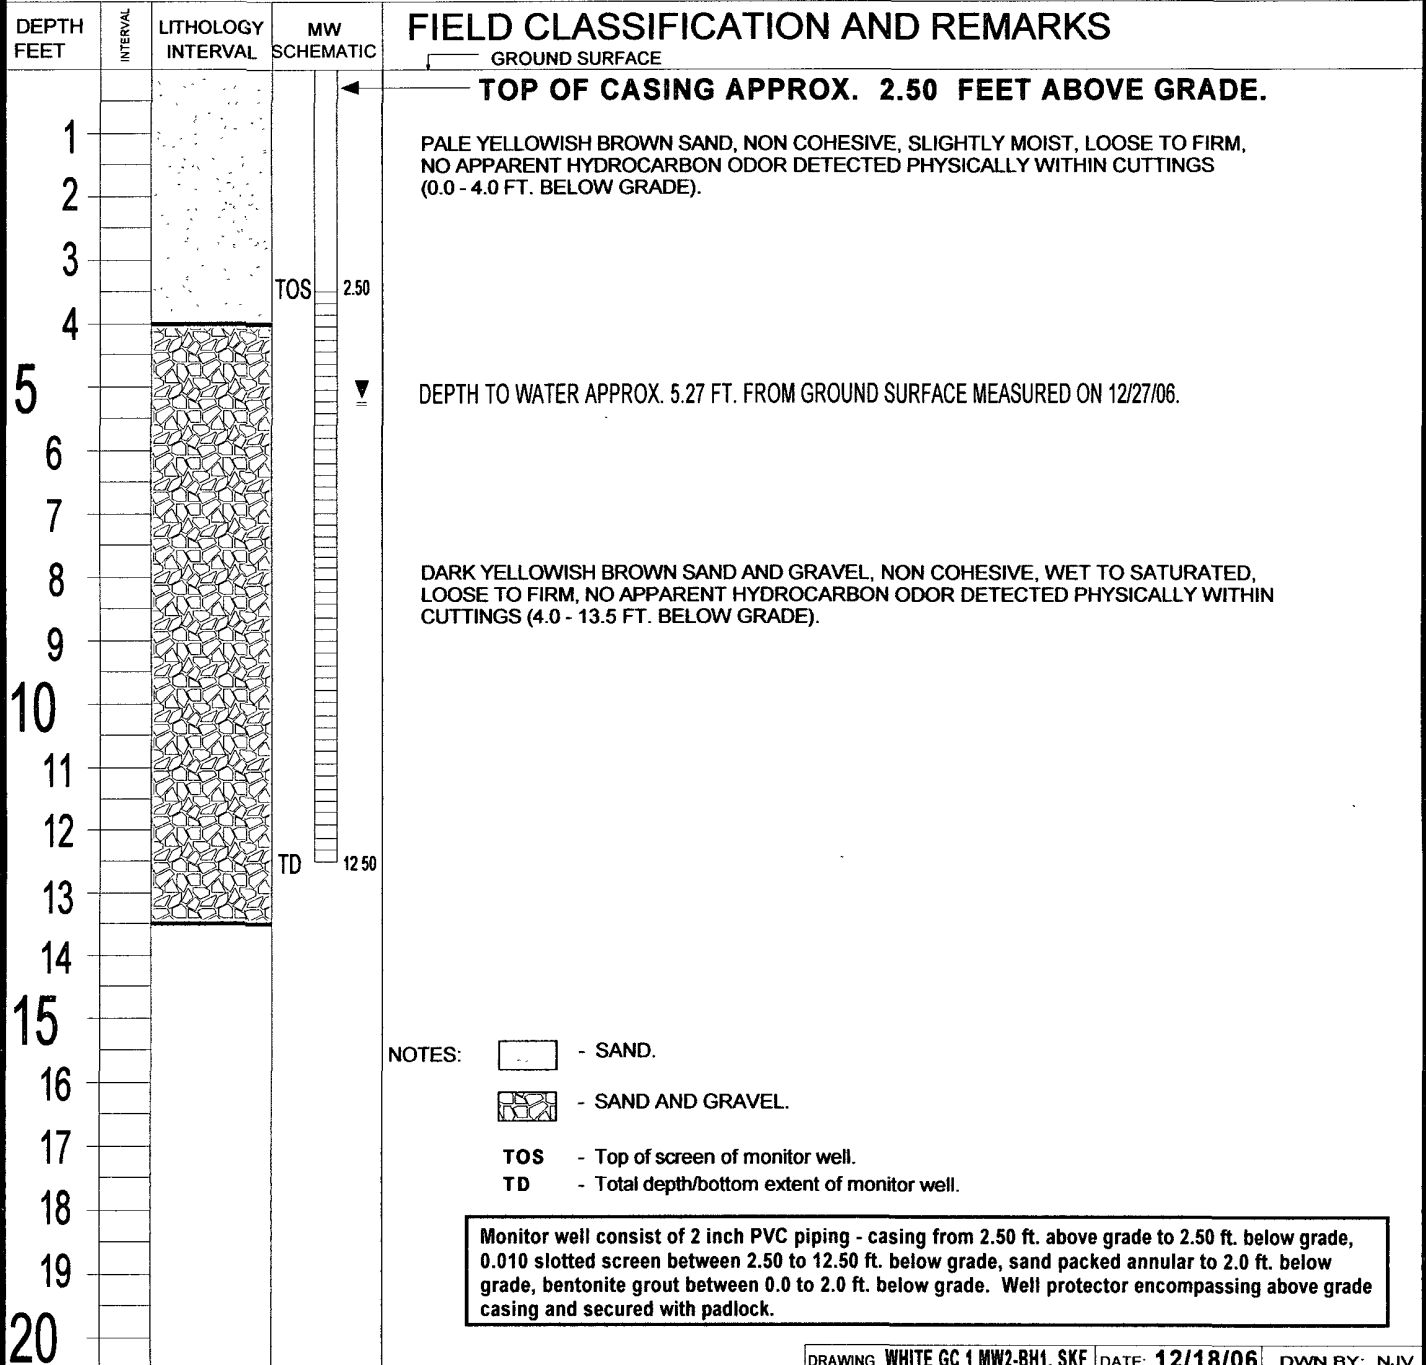 DEPTH FEET
INTERVAL
LITHOLOGY INTERVAL
MW SCHEMATIC
FIELD CLASSIFICATION AND REMARKS
GROUND SURFACE
TOP OF CASING APPROX. 2.50 FEET ABOVE GRADE.
1
PALE YELLOWISH BROWN SAND, NON COHESIVE, SLIGHTLY MOIST, LOOSE TO FIRM,
NO APPARENT HYDROCARBON ODOR DETECTED PHYSICALLY WITHIN CUTTINGS
(0.0 - 4.0 FT. BELOW GRADE).
2
3
TOS 2.50
4
5
DEPTH TO WATER APPROX. 5.27 FT. FROM GROUND SURFACE MEASURED ON 12/27/06.
6
7
8
DARK YELLOWISH BROWN SAND AND GRAVEL, NON COHESIVE, WET TO SATURATED,
LOOSE TO FIRM, NO APPARENT HYDROCARBON ODOR DETECTED PHYSICALLY WITHIN
CUTTINGS (4.0 - 13.5 FT. BELOW GRADE).
9
10
11
12
TD 12 50
13
14
15
NOTES: - SAND.
16
- SAND AND GRAVEL.
17
TOS - Top of screen of monitor well.
TD - Total depth/bottom extent of monitor well.
18
Monitor well consist of 2 inch PVC piping - casing from 2.50 ft. above grade to 2.50 ft. below grade,
0.010 slotted screen between 2.50 to 12.50 ft. below grade, sand packed annular to 2.0 ft. below
grade, bentonite grout between 0.0 to 2.0 ft. below grade. Well protector encompassing above grade
casing and secured with padlock.
19
20
DRAWING WHITE GC 1 MW2-BH1. SKF DATE: 12/18/06 DWN BY: NJV